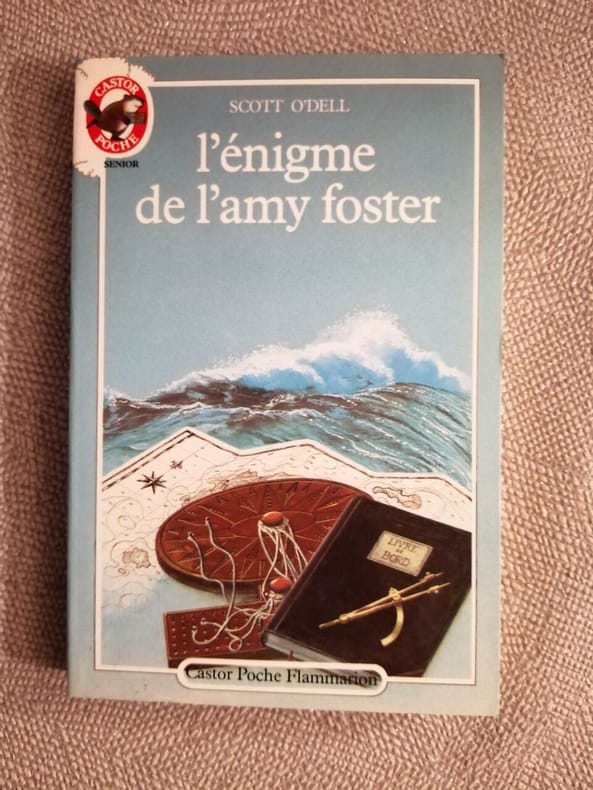 CASTOR
POCHE
SENIOR
SCOTT O'DELL
l'énigme
de l'amy foster
LIVRE
DE
BORD
Castor Poche Flammarion